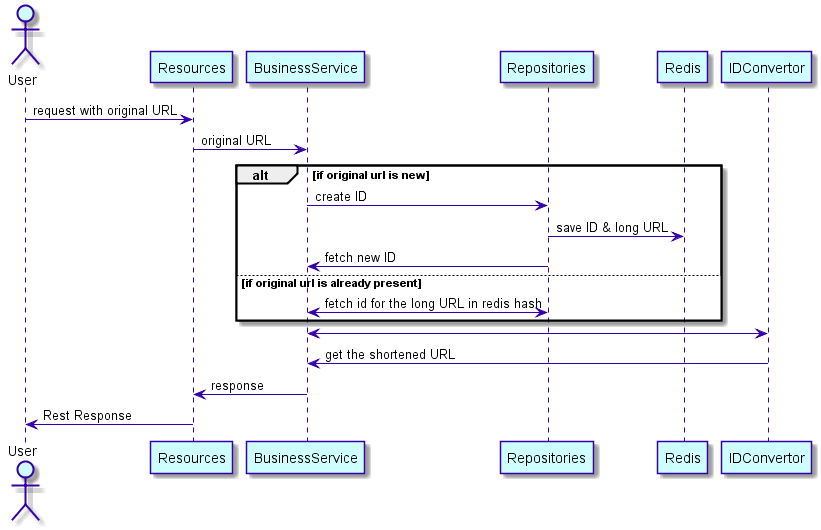 User
Resources
BusinessService
Repositories
Redis
IDConvertor
request with original URL
original URL
alt
[if original url is new]
create ID
save ID & long URL
fetch new ID
[if original url is already present]
fetch id for the long URL in redis hash
get the shortened URL
response
Rest Response
User
Resources
BusinessService
Repositories
Redis
IDConvertor